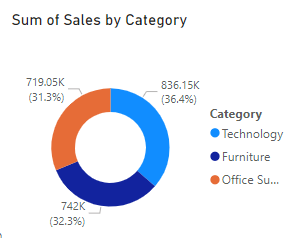 Sum of Sales by Category
719.05K
(31.3%)
836.15K
(36.4%)
Category
Technology
Furniture
Office Su...
742K
(32.3%)